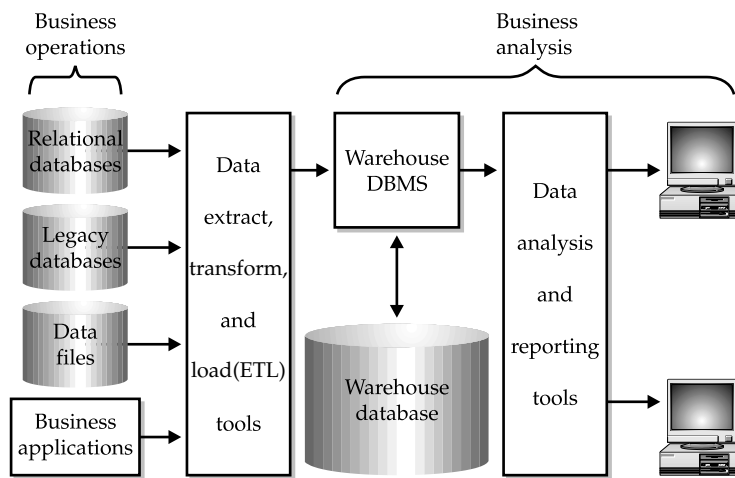 Business
operations
Business
analysis
Relational
databases
Legacy
databases
Data
files
Business
applications
Data
extract,
transform,
and
load(ETL)
tools
Warehouse
DBMS
Warehouse
database
Data
analysis
and
reporting
tools